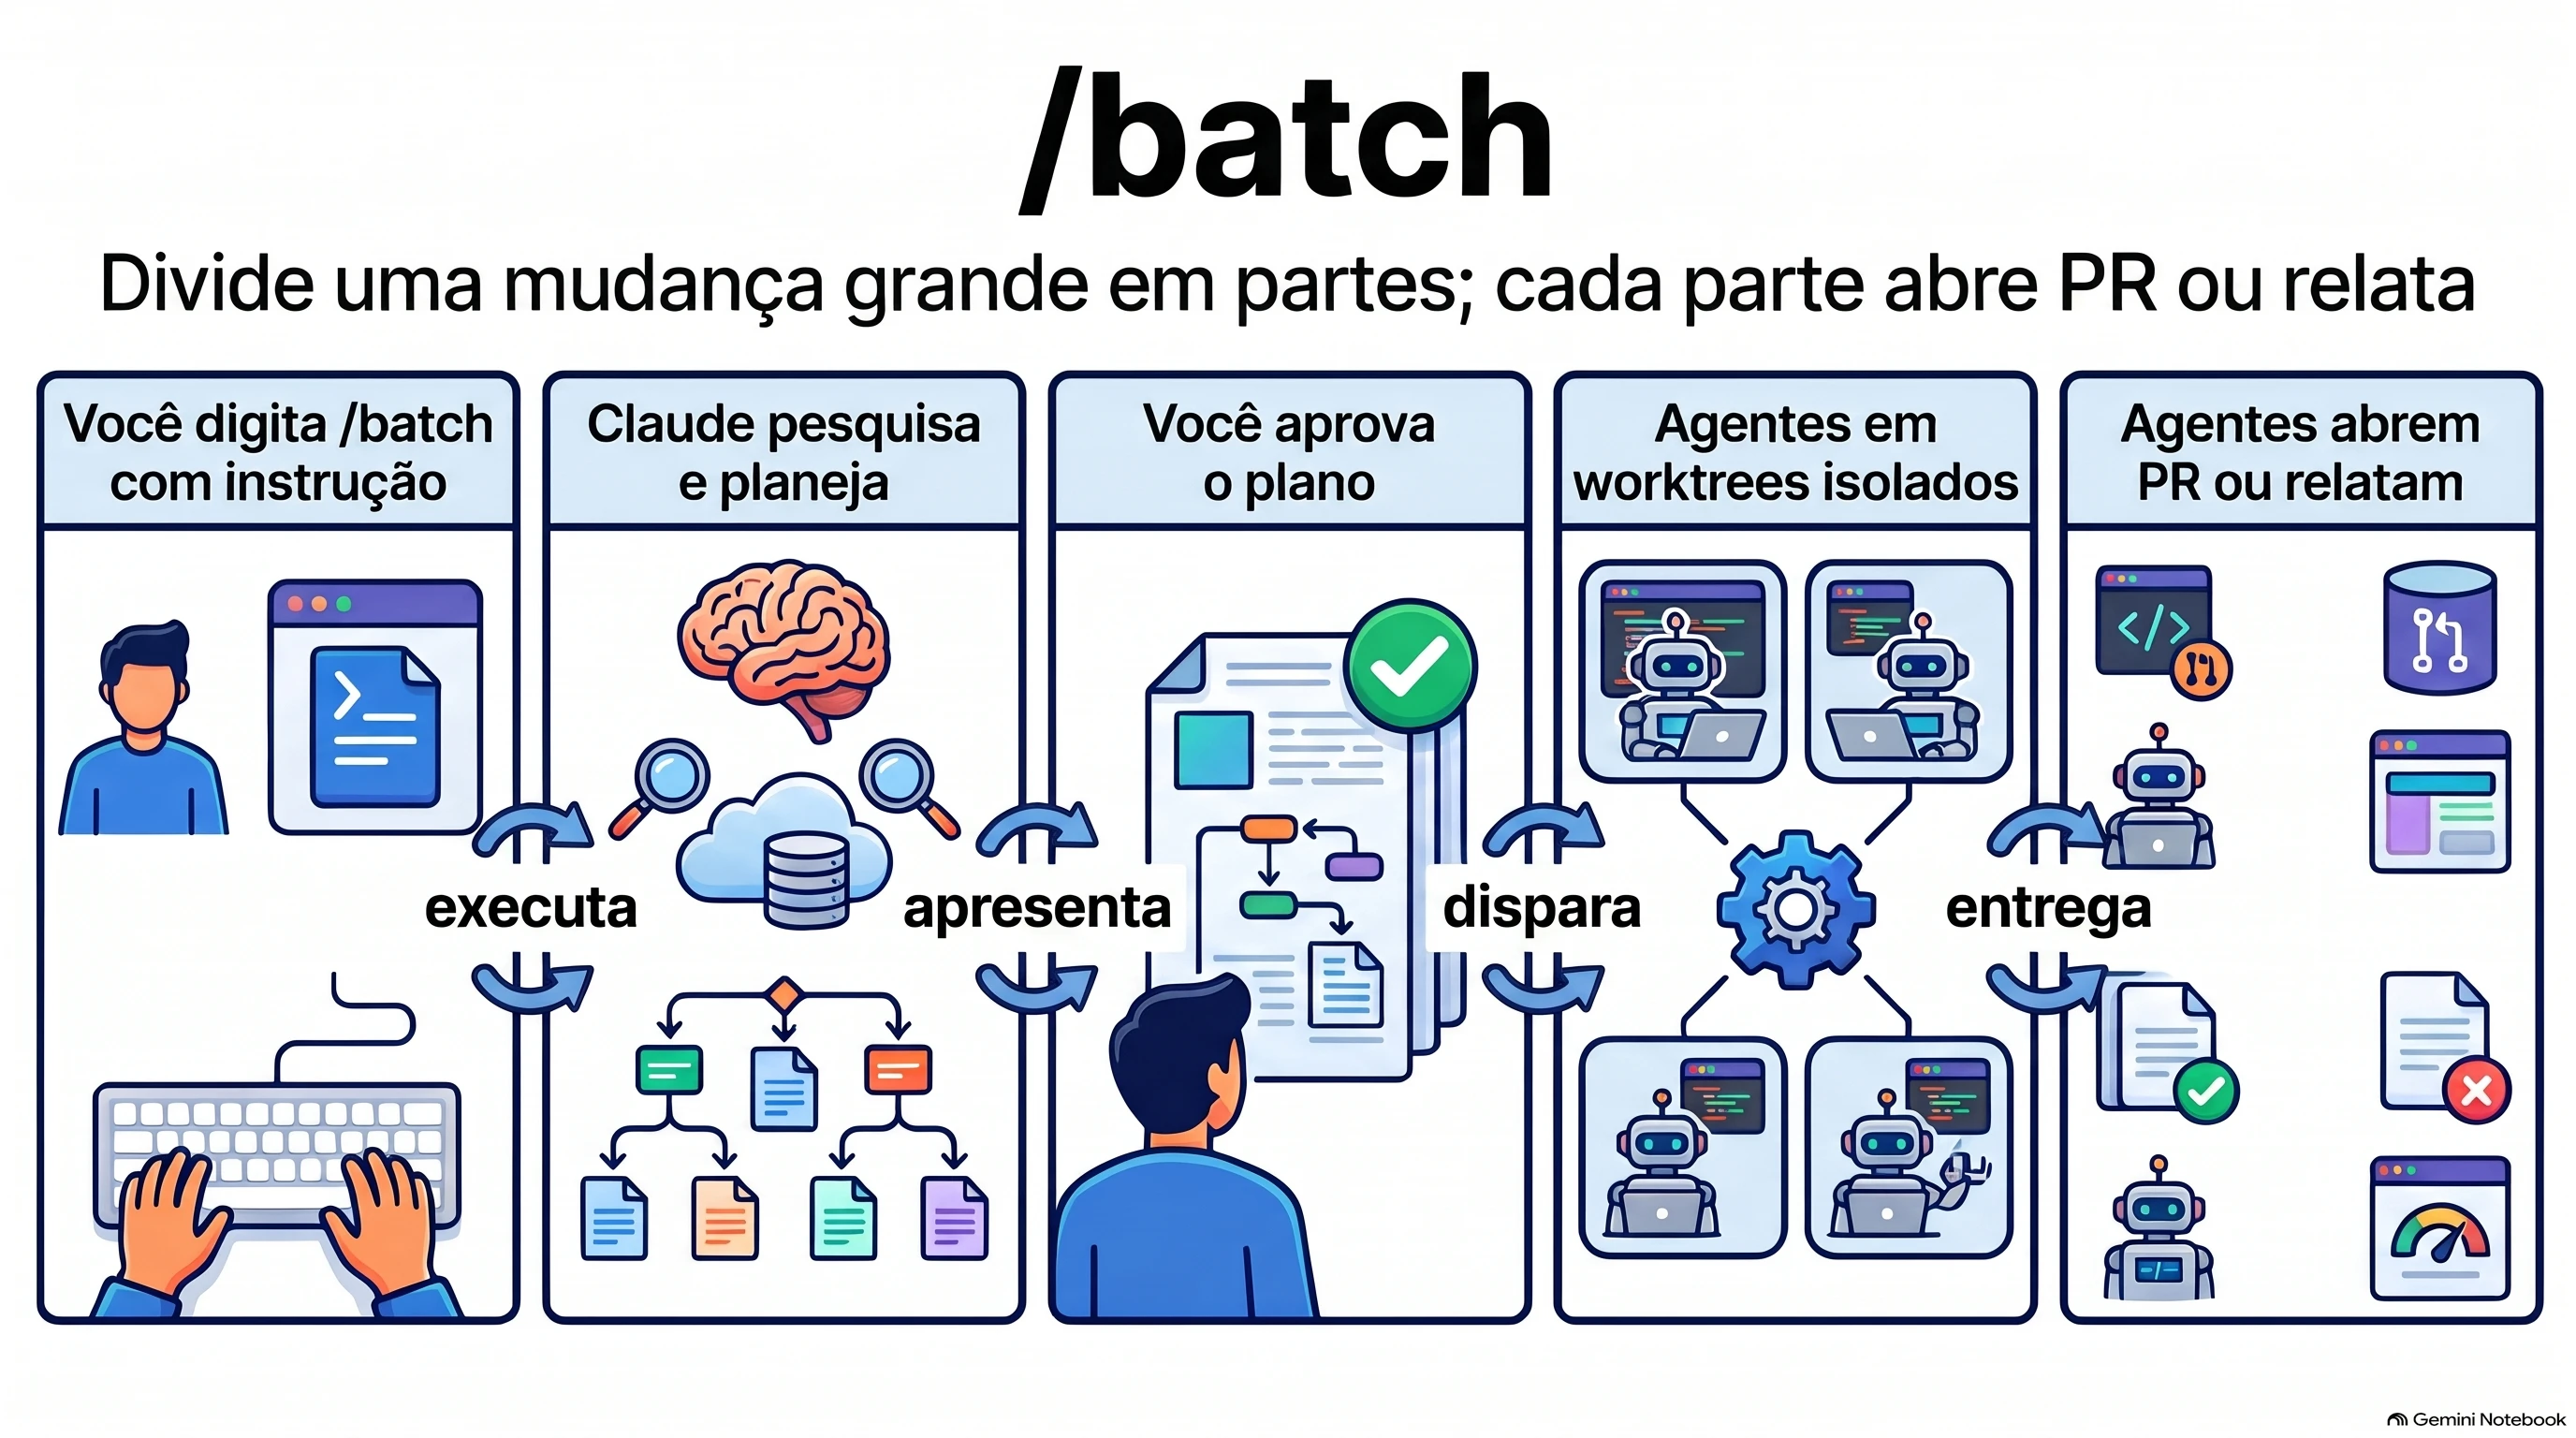 /batch
Divide uma mudança grande em partes; cada parte abre PR ou relata
Você digita /batch
com instrução
Claude pesquisa
e planeja
Você aprova
o plano
Agentes em
worktrees isolados
Agentes abrem
PR ou relatam
executa
apresenta
dispara
entrega
Gemini Notebook